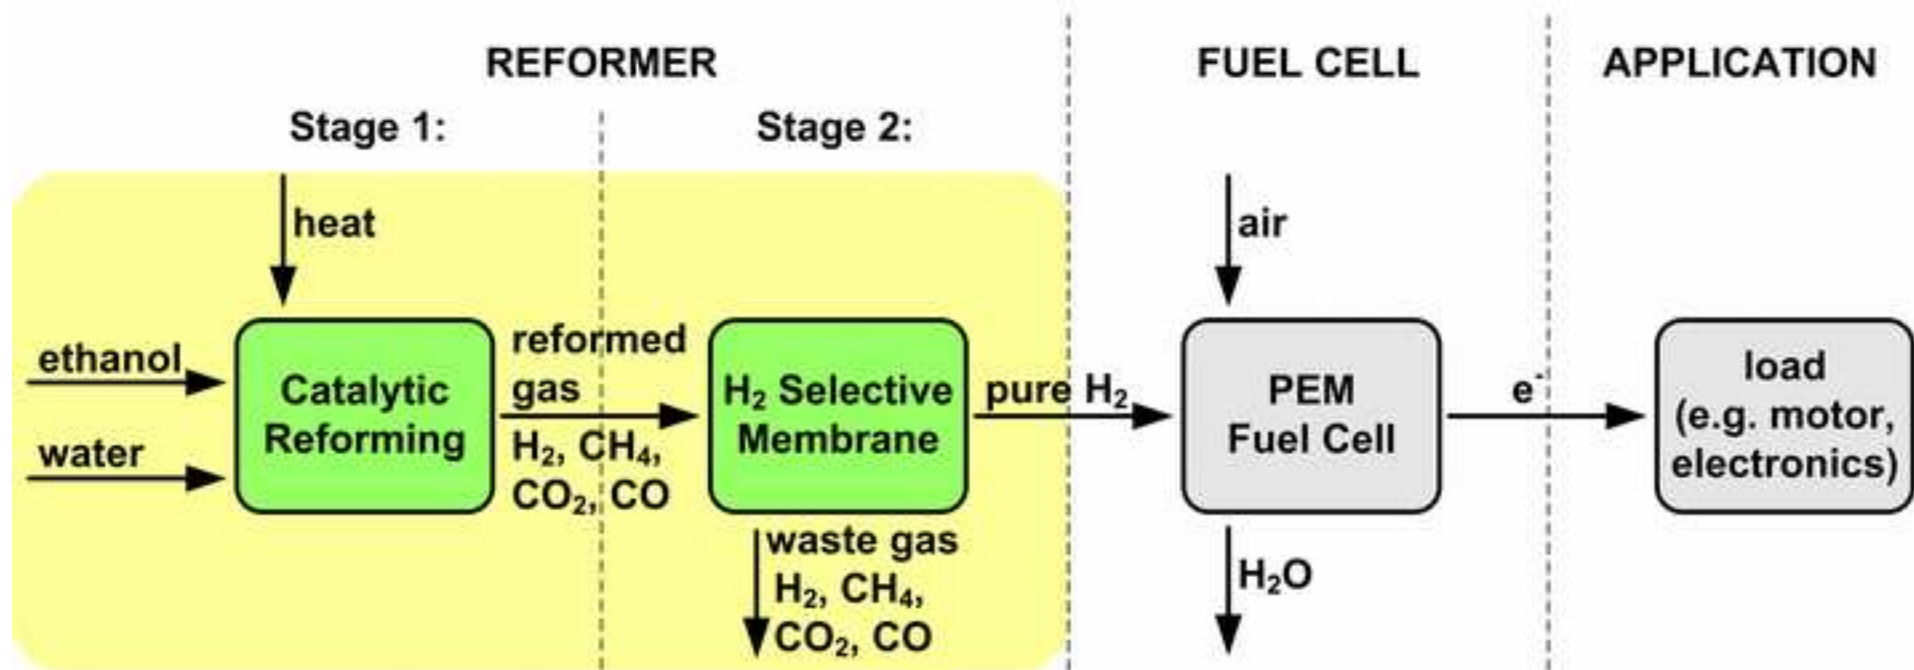 REFORMER
FUEL CELL
APPLICATION
Stage 1:
Stage 2:
heat
air
ethanol
water
Catalytic
Reforming
reformed
gas
H₂, CH₄,
CO₂, CO
H₂ Selective
Membrane
waste gas
H₂, CH₄,
CO₂, CO
pure H₂
PEM
Fuel Cell
H₂O
e⁻
load
(e.g. motor,
electronics)